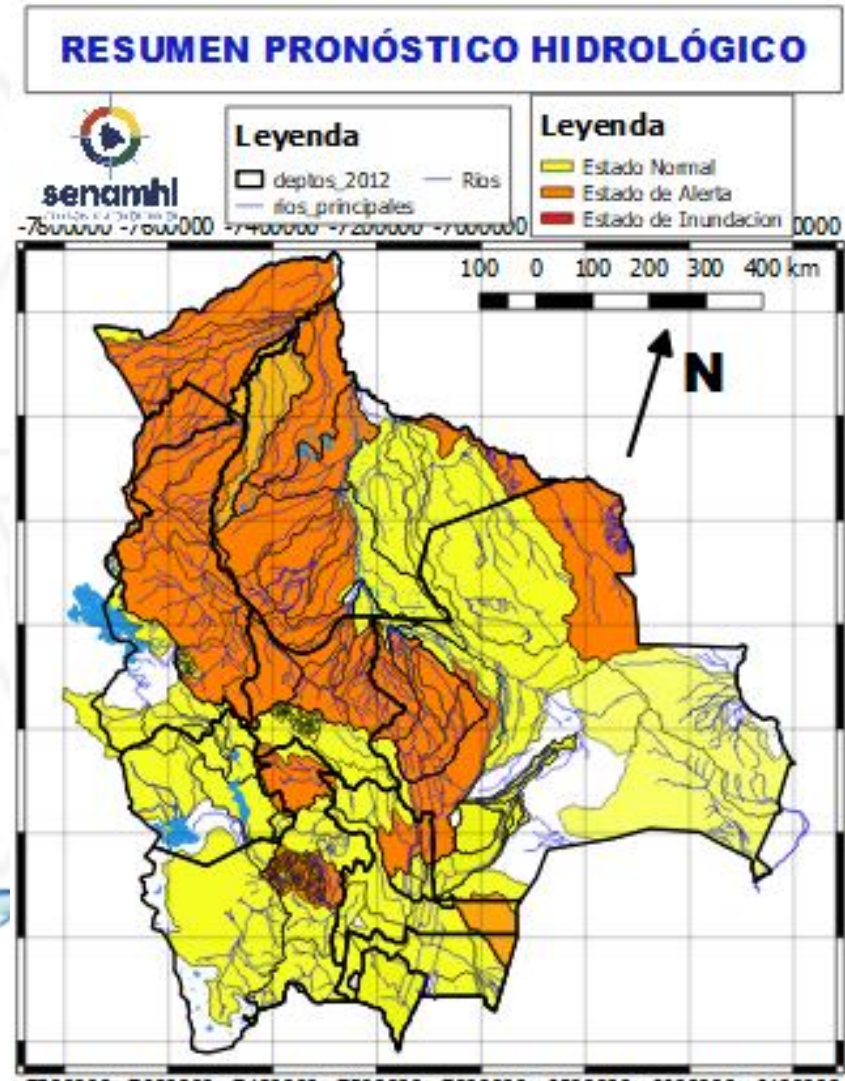 RESUMEN PRONÓSTICO HIDROLÓGICO
senamhi
Leyenda
deptos_2012
Rios
rios_principales
Leyenda
Estado Normal
Estado de Alerta
Estado de Inundacion
100 0 100 200 300 400 km
N